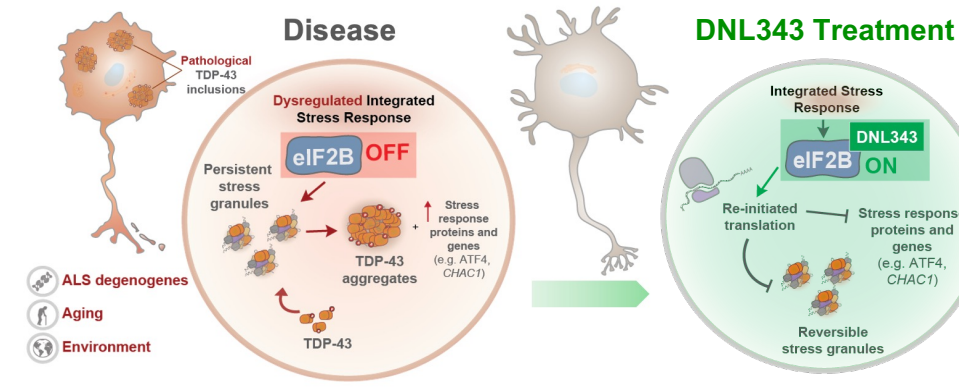 Disease
DNL343 Treatment
Pathological
TDP-43
inclusions
Dysregulated Integrated
Stress Response
eIF2B OFF
Persistent
stress
granules
TDP-43
aggregates
+
Stress
response
proteins and
genes
(e.g. ATF4,
CHAC1)
TDP-43
ALS degenogenes
Aging
Environment
Integrated Stress
Response
DNL343
eIF2B ON
Re-initiated
translation
Stress response
proteins and
genes
(e.g. ATF4,
CHAC1)
Reversible
stress granules